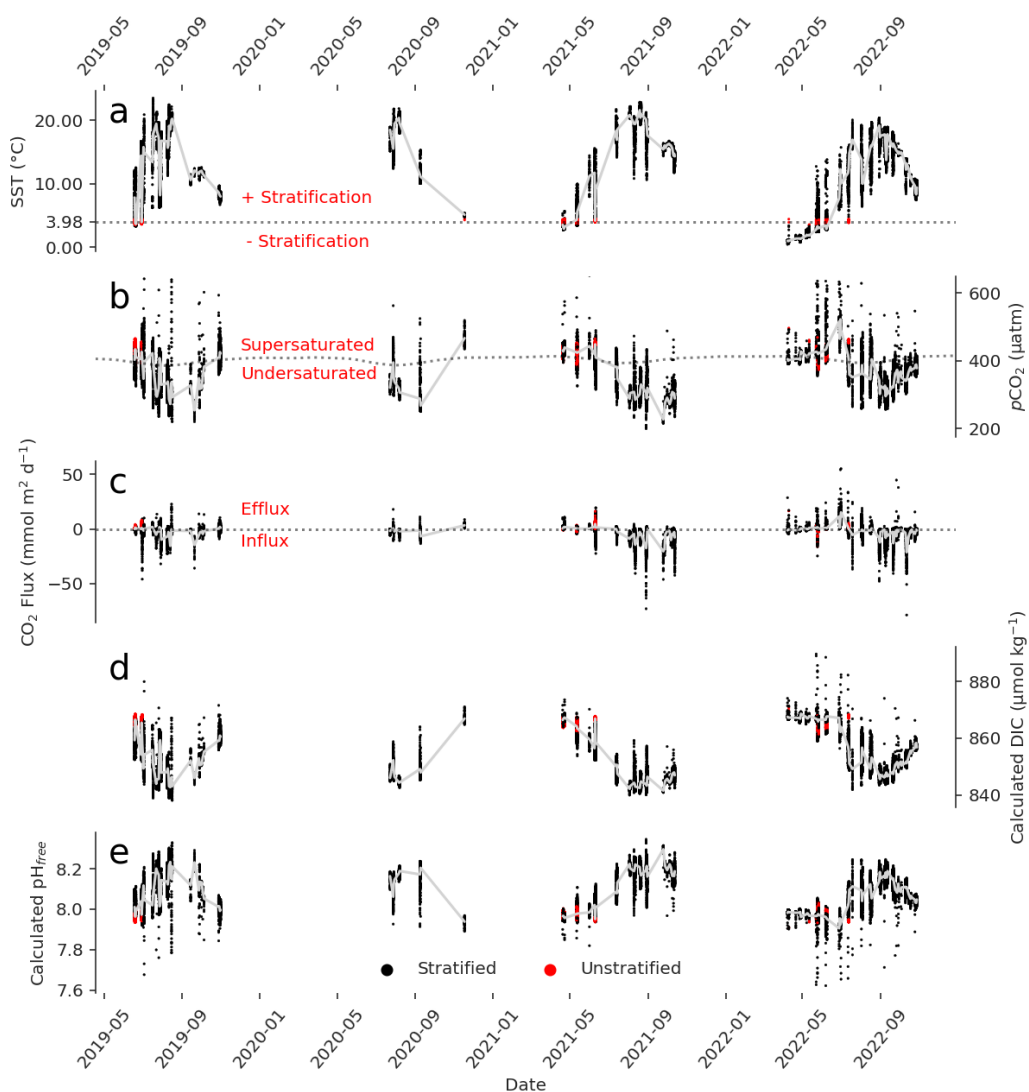 2019-05
2019-09
2020-01
2020-05
2020-09
2021-01
2021-05
2021-09
2022-01
2022-05
2022-09
a
SST (°C)
20.00
10.00
3.98
0.00
+ Stratification
- Stratification
b
Supersaturated
Undersaturated
600
400
200
pCO₂ (μatm)
c
CO₂ Flux (mmol m² d⁻¹)
50
0
−50
Efflux
Influx
d
880
860
840
Calculated DIC (μmol kg⁻¹)
e
Calculated pH_free
8.2
8.0
7.8
7.6
Stratified
Unstratified
2019-05
2019-09
2020-01
2020-05
2020-09
2021-01
2021-05
2021-09
2022-01
2022-05
2022-09
Date